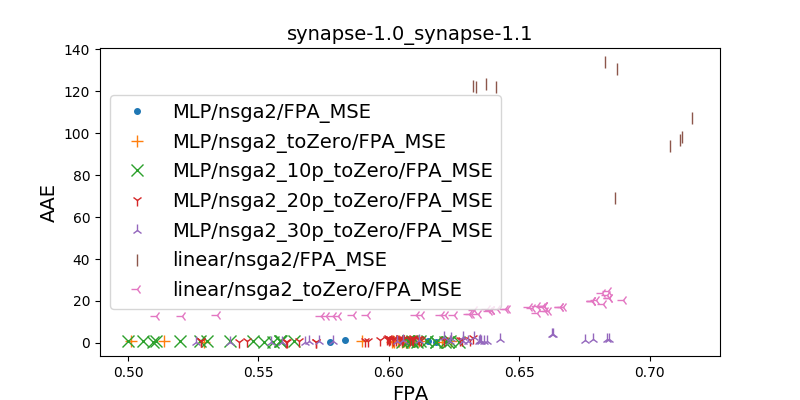 synapse-1.0_synapse-1.1
140
120
100
80
60
40
20
0
AAE
MLP/nsga2/FPA_MSE
MLP/nsga2_toZero/FPA_MSE
MLP/nsga2_10p_toZero/FPA_MSE
MLP/nsga2_20p_toZero/FPA_MSE
MLP/nsga2_30p_toZero/FPA_MSE
linear/nsga2/FPA_MSE
linear/nsga2_toZero/FPA_MSE
0.50 0.55 0.60 0.65 0.70
FPA